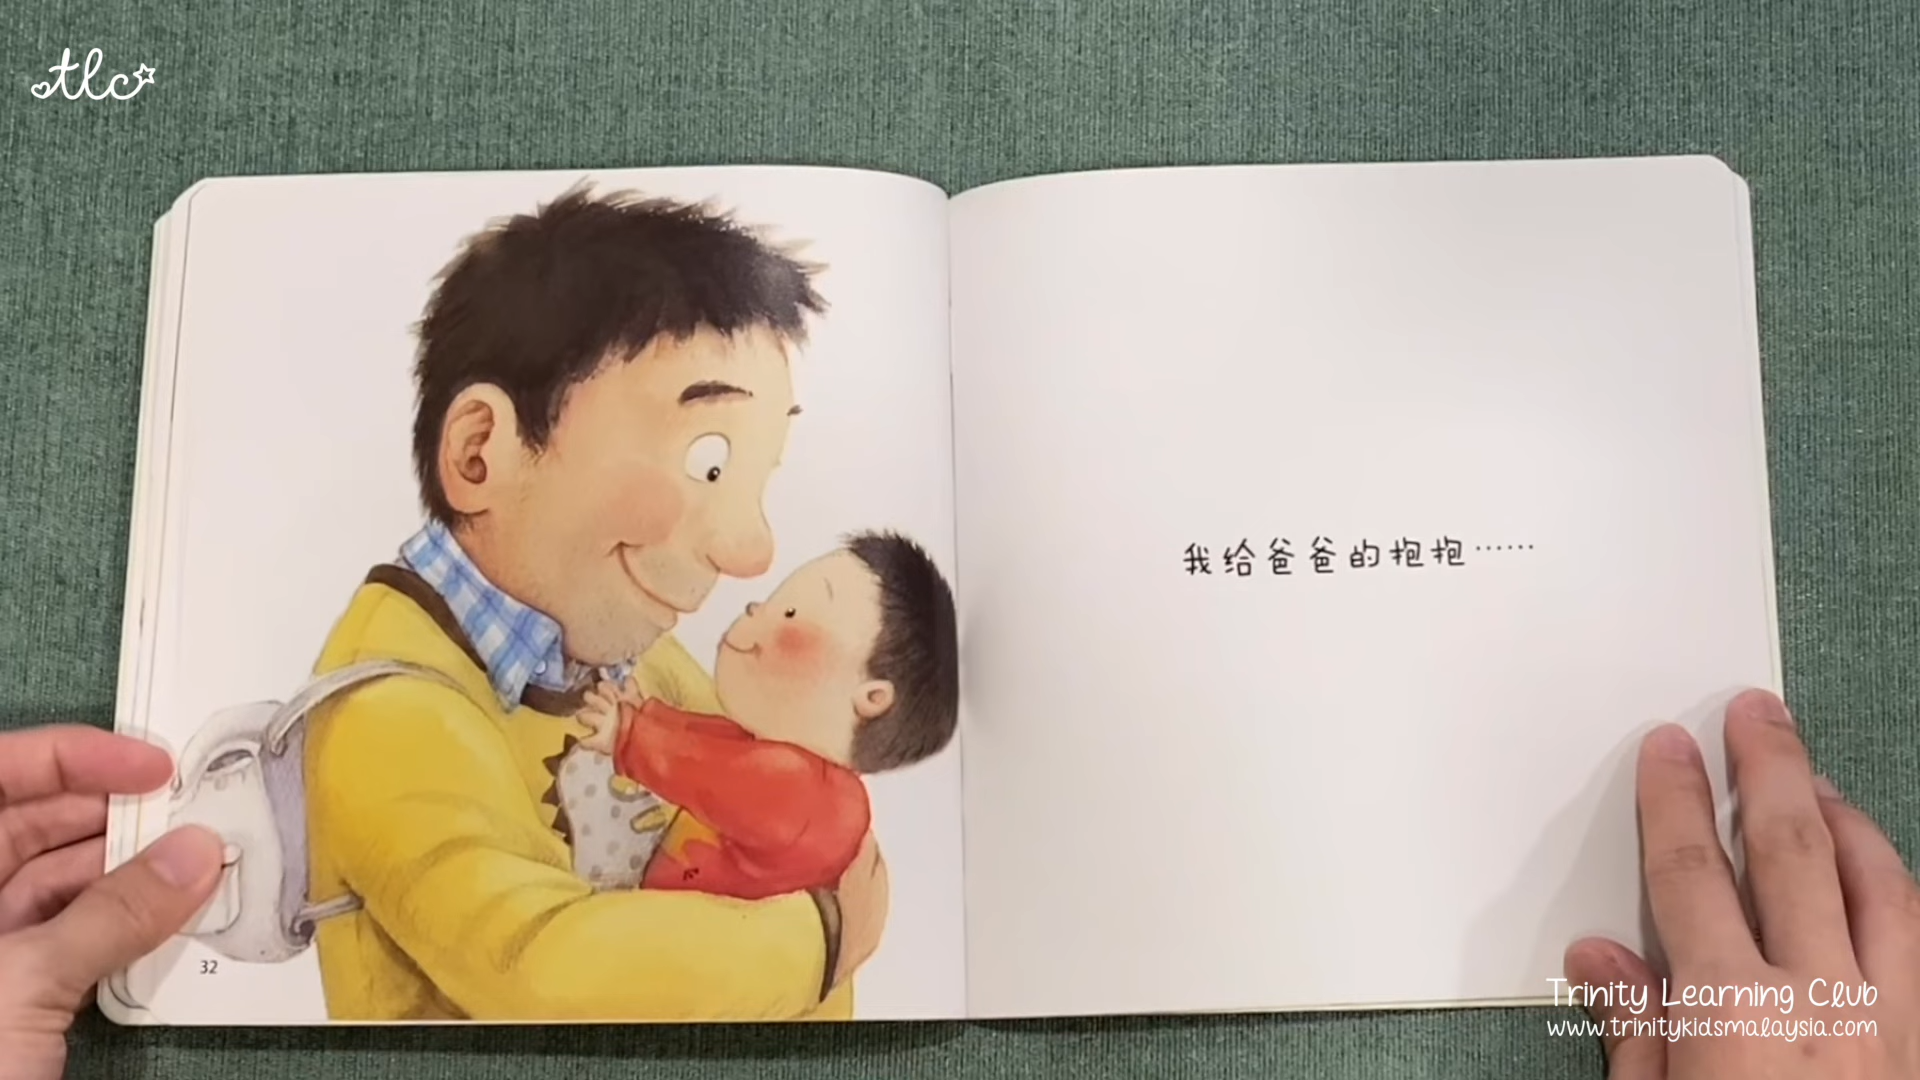 tlc
我给爸爸的抱抱……
32
Trinity Learning Club
www.trinitykidsmalaysia.com